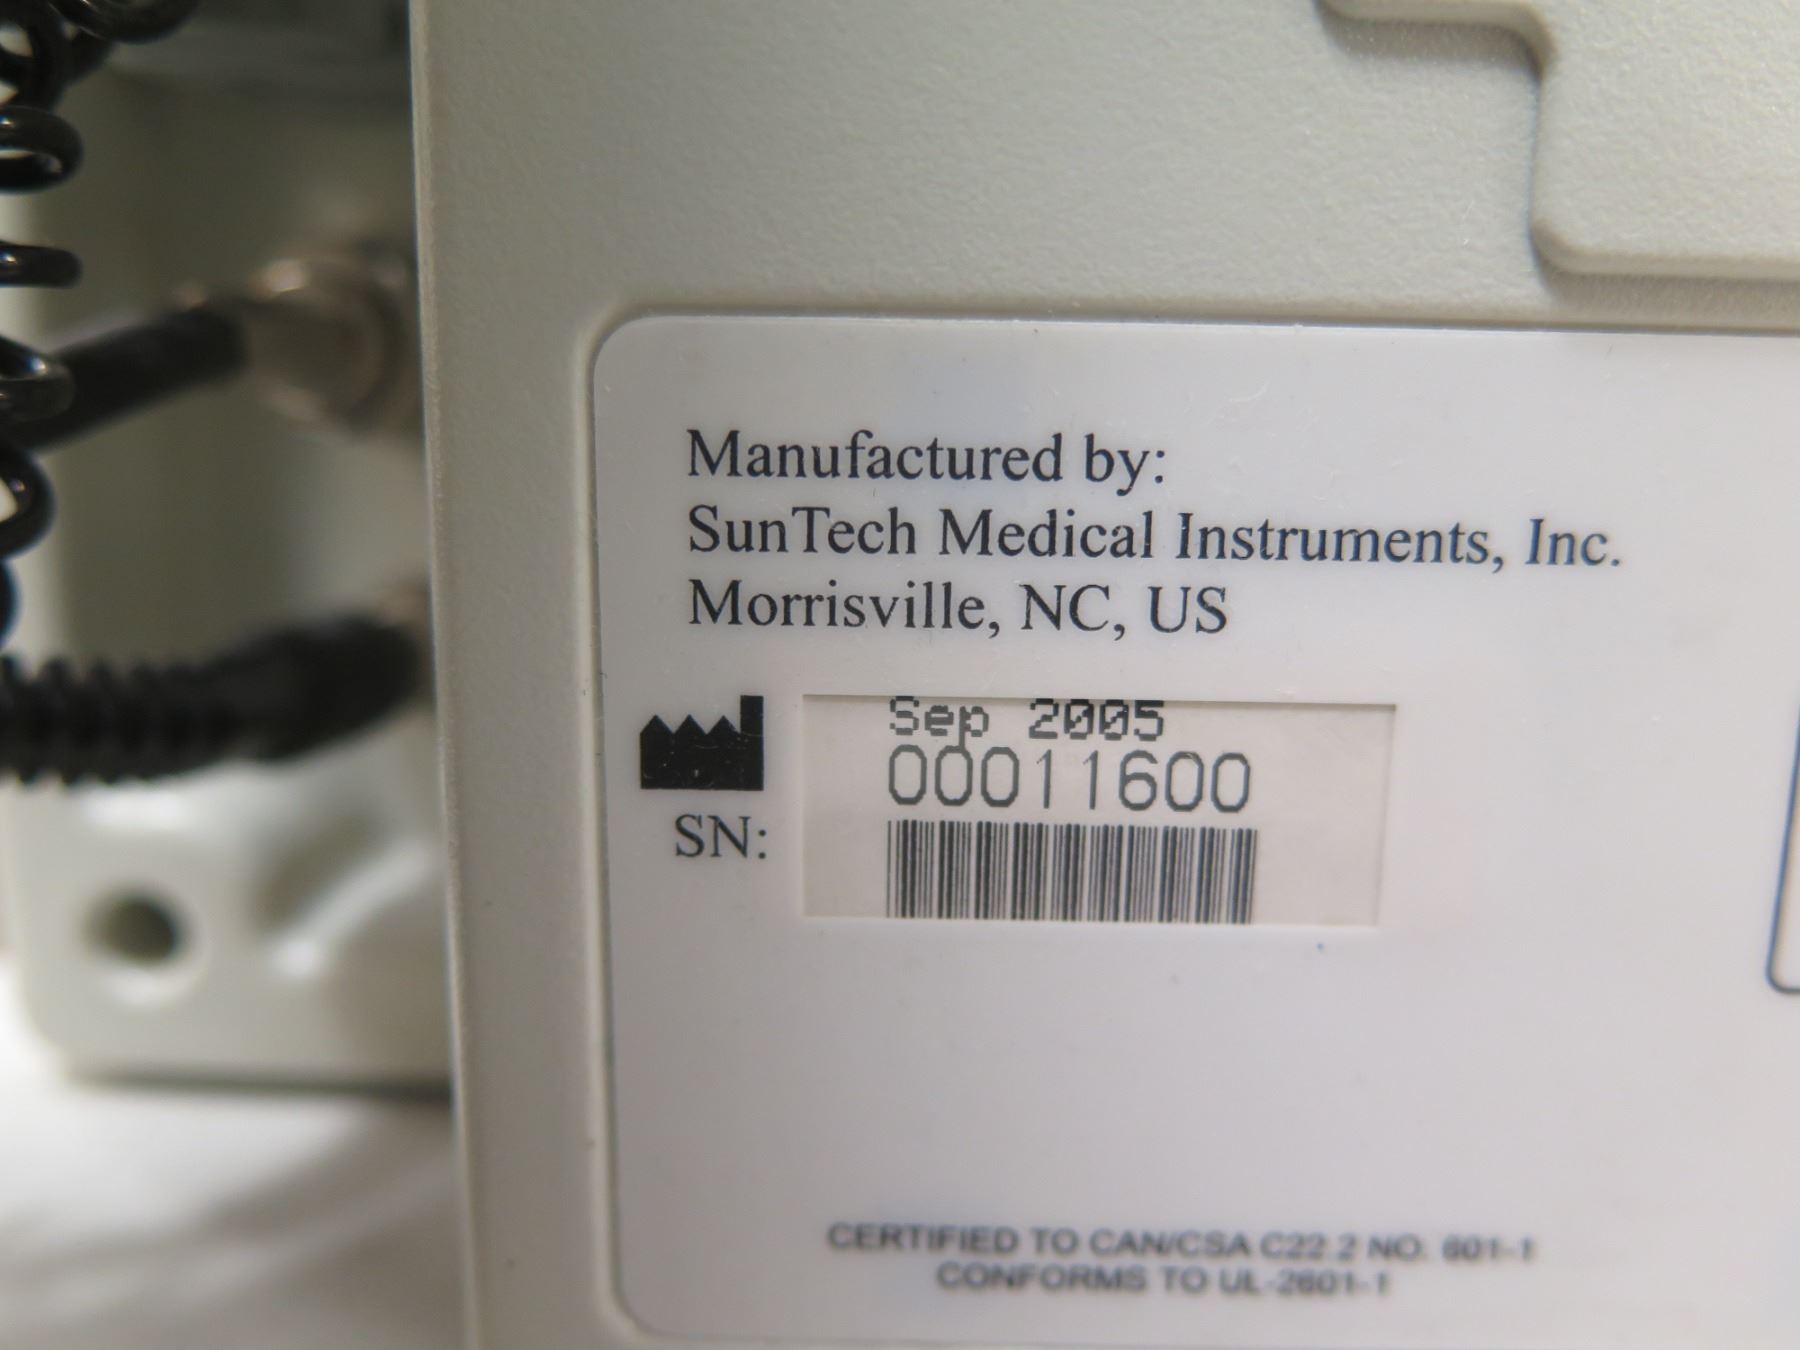 Manufactured by:
SunTech Medical Instruments, Inc.
Morrisville, NC, US
Sep 2005
00011600
SN:
CERTIFIED TO CAN/CSA C22.2 NO. 601-1
CONFORMS TO UL-2601-1